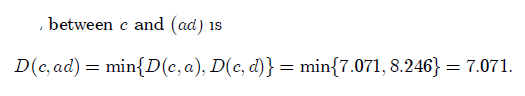 , between c and (ad) is
D(c, ad) = min{D(c, a), D(c, d)} = min{7.071, 8.246} = 7.071.